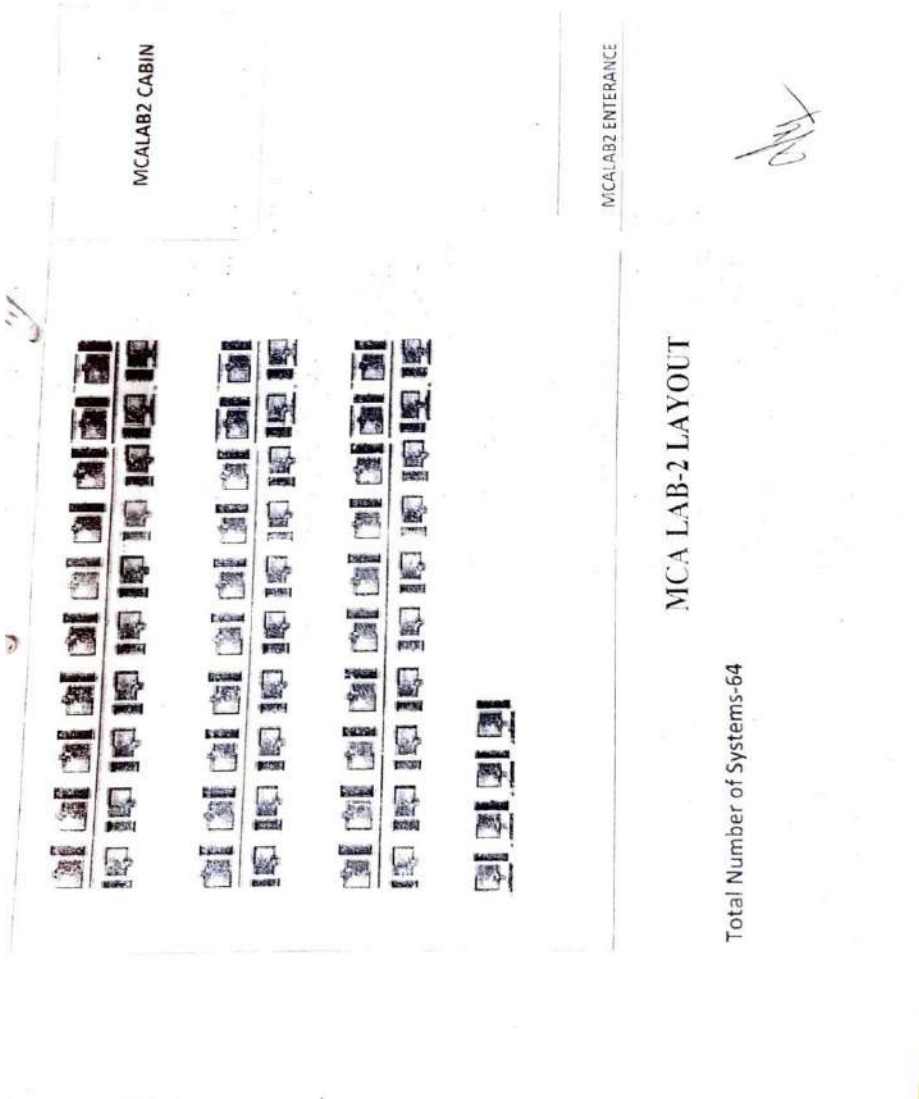 MCALAB2 CABIN
MCALAB2 ENTERANCE
MCA LAB-2 LAYOUT
Total Number of Systems-64